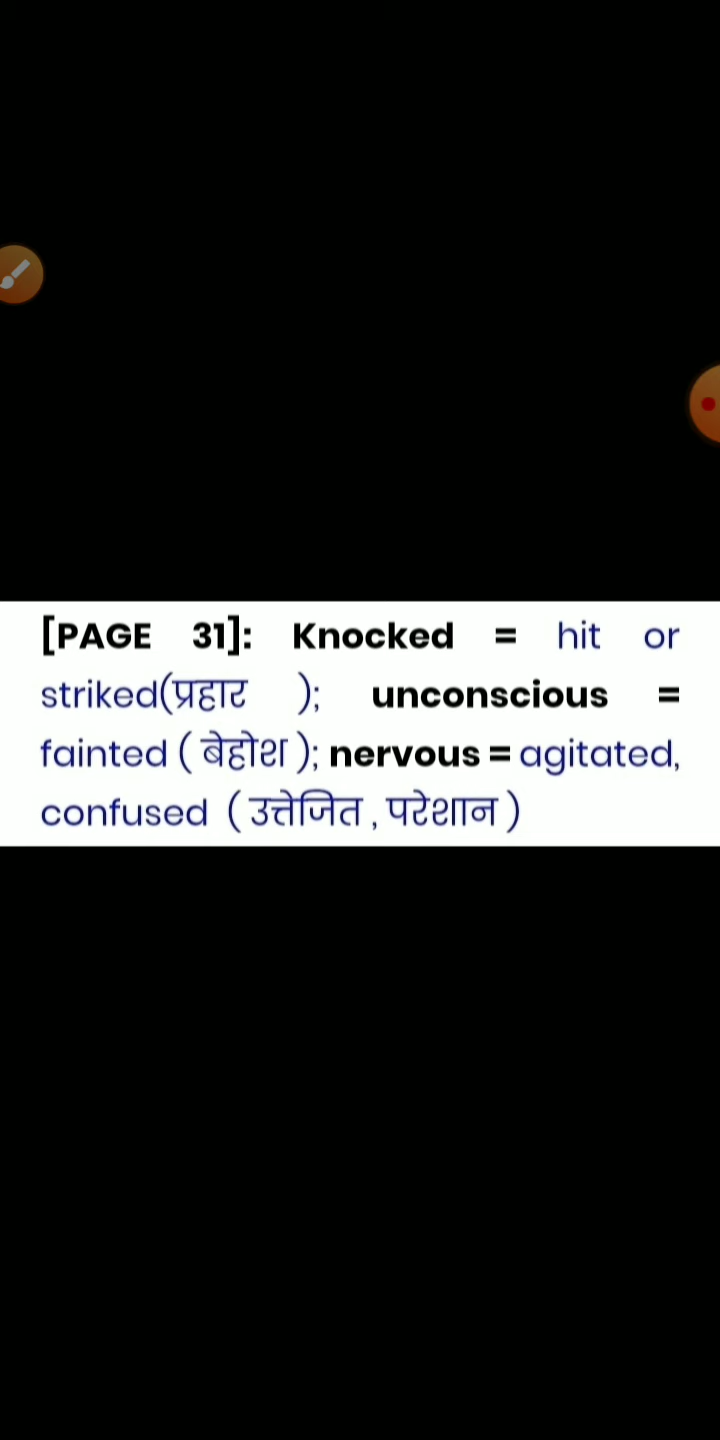 [PAGE 31]: Knocked = hit or
striked(प्रहार ); unconscious =
fainted ( बेहोश ); nervous = agitated,
confused ( उत्तेजित , परेशान )